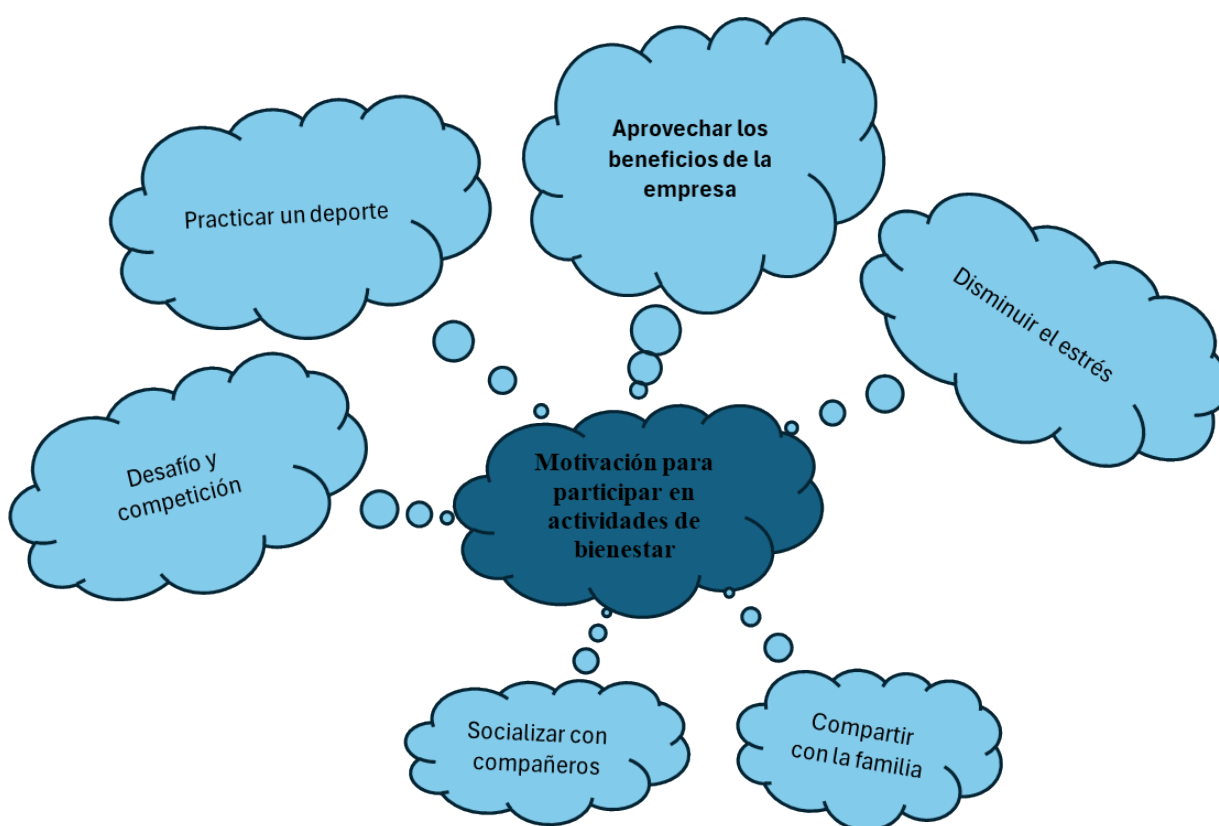 Aprovechar los
beneficios de la
empresa
Practicar un deporte
Disminuir el estrés
Desafío y
competición
Motivación para
participar en
actividades de
bienestar
Socializar con
compañeros
Compartir
con la familia